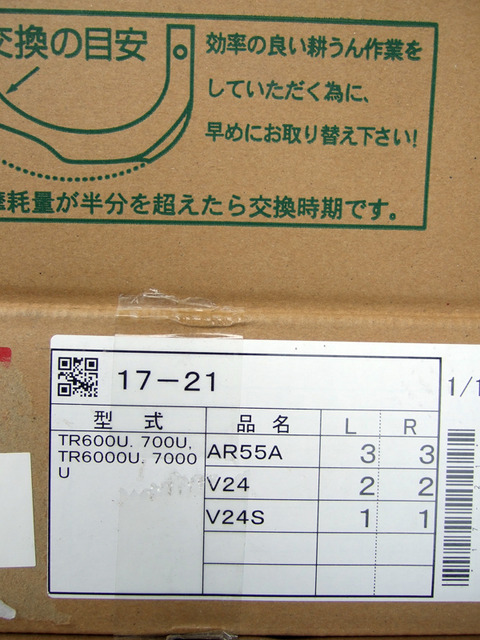 交換の目安
効率の良い耕うん作業を
していただく為に、
早めにお取り替え下さい!
摩耗量が半分を超えたら交換時期です。
17-21
1/1
型式 品名 L R
TR600U. 700U,
TR6000U. 7000
U
AR55A 3 3
V24 2 2
V24S 1 1